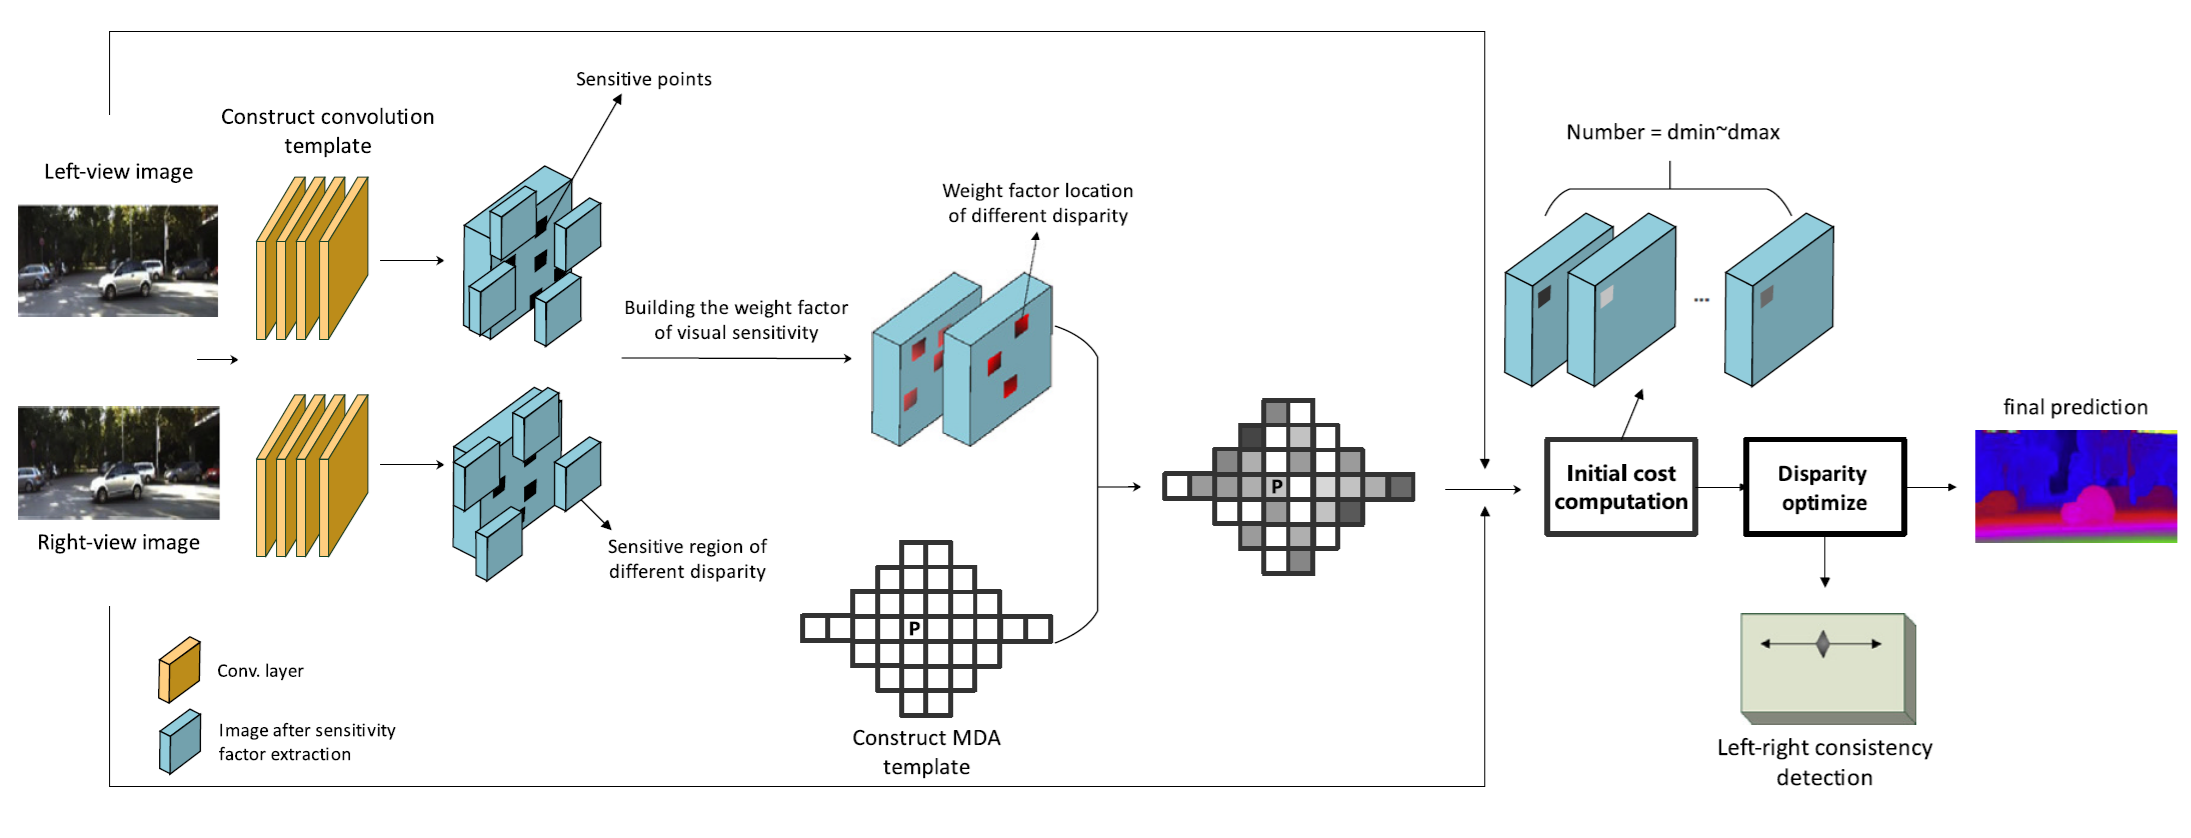 Sensitive points
Construct convolution
template
Left-view image
Number = dmin~dmax
Weight factor location
of different disparity
Building the weight factor
of visual sensitivity
final prediction
P
Initial cost
computation
Disparity
optimize
...
Right-view image
Sensitive region of
different disparity
P
Conv. layer
Image after sensitivity
factor extraction
Construct MDA
template
Left-right consistency
detection